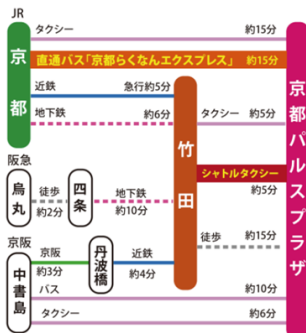 JR
京都
タクシー 約15分
直通バス「京都らくなんエクスプレス」 約15分
近鉄 急行約5分
地下鉄 約6分
竹田
タクシー 約5分
京都パルスプラザ
阪急
烏丸
徒歩
約2分
四条
地下鉄
約10分
シャトルタクシー
約5分
徒歩 約15分
京阪
中書島
京阪
約3分
丹波橋
近鉄
約4分
バス 約10分
タクシー 約6分